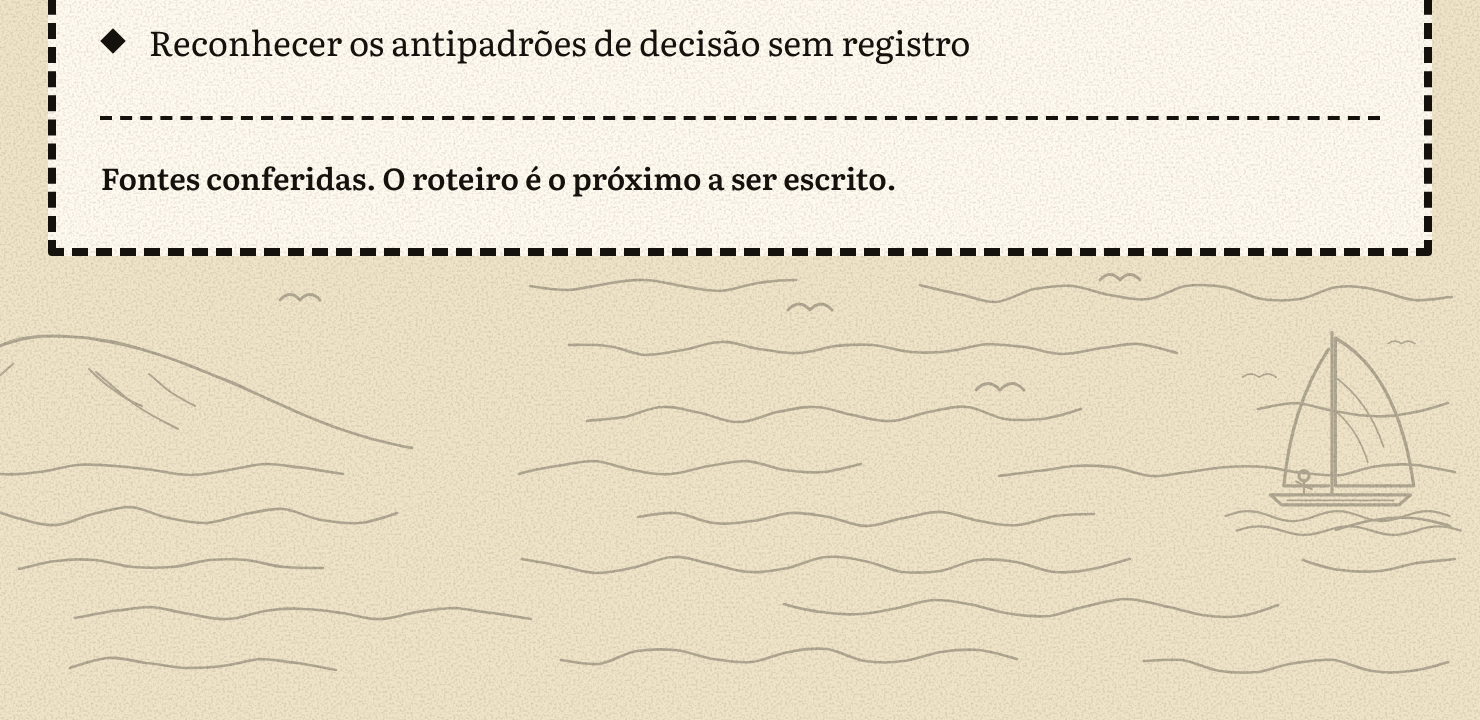 Reconhecer os antipadrões de decisão sem registro
Fontes conferidas. O roteiro é o próximo a ser escrito.